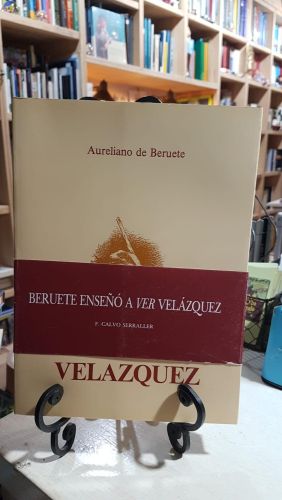 Aureliano de Beruete
BERUETE ENSEÑÓ A VER VELÁZQUEZ
F. CALVO SERRALLER
VELAZQUEZ